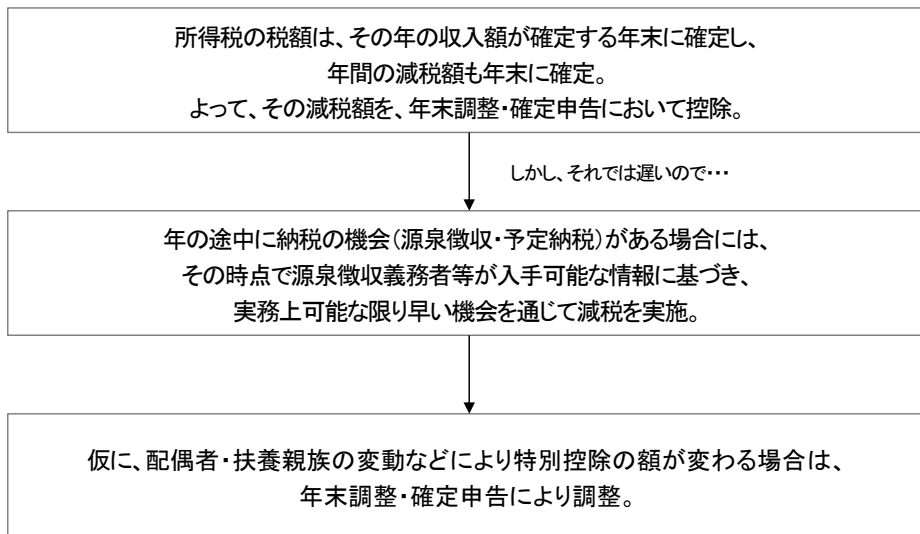 所得税の税額は、その年の収入額が確定する年末に確定し、
年間の減税額も年末に確定。
よって、その減税額を、年末調整・確定申告において控除。
しかし、それでは遅いので・・・
年の途中に納税の機会（源泉徴収・予定納税）がある場合には、
その時点で源泉徴収義務者等が入手可能な情報に基づき、
実務上可能な限り早い機会を通じて減税を実施。
仮に、配偶者・扶養親族の変動などにより特別控除の額が変わる場合は、
年末調整・確定申告により調整。